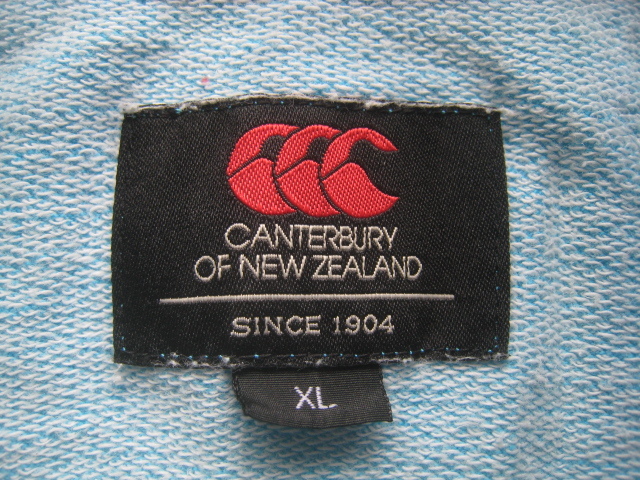 CANTERBURY
OF NEW ZEALAND
SINCE 1904
XL